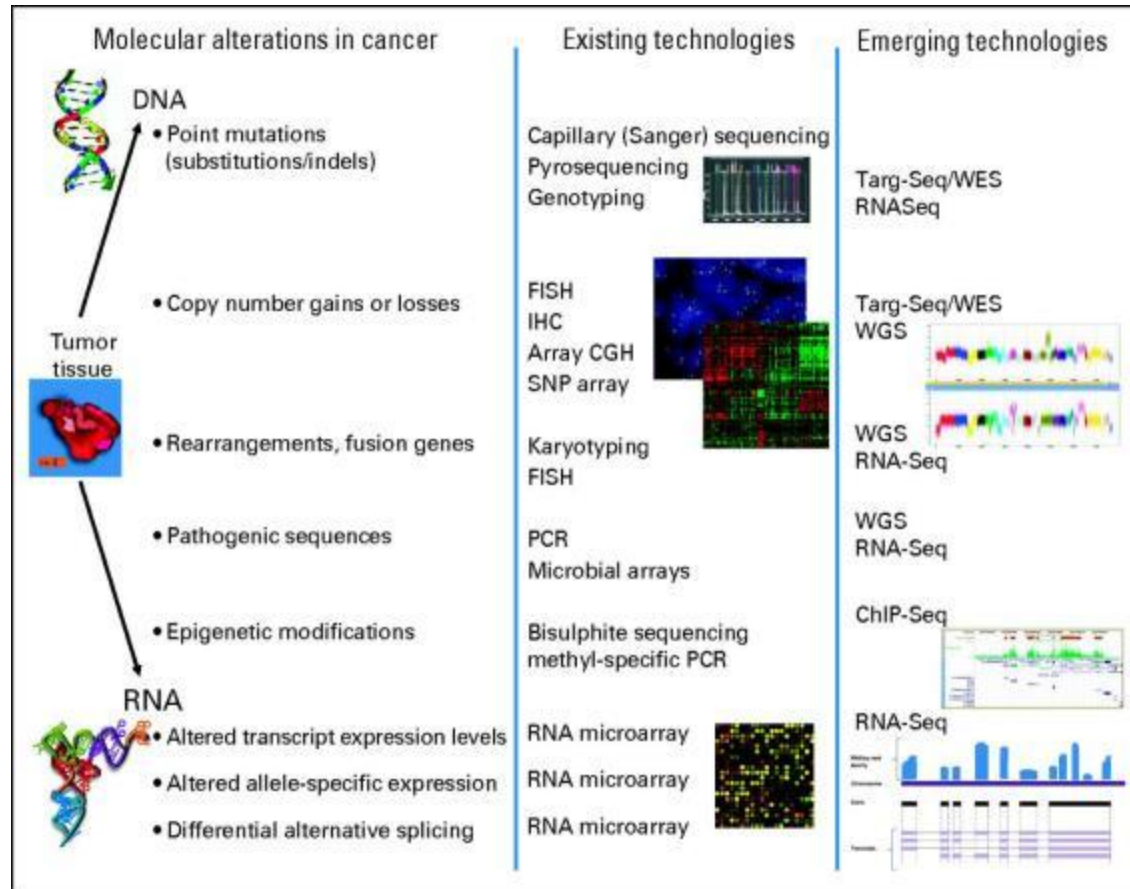 Molecular alterations in cancer
Existing technologies
Emerging technologies
DNA
• Point mutations
(substitutions/indels)
Capillary (Sanger) sequencing
Pyrosequencing
Genotyping
Targ-Seq/WES
RNASeq
• Copy number gains or losses
FISH
IHC
Array CGH
SNP array
Targ-Seq/WES
WGS
Tumor
tissue
• Rearrangements, fusion genes
Karyotyping
FISH
WGS
RNA-Seq
• Pathogenic sequences
PCR
Microbial arrays
WGS
RNA-Seq
• Epigenetic modifications
Bisulphite sequencing
methyl-specific PCR
ChIP-Seq
RNA
• Altered transcript expression levels
RNA microarray
RNA-Seq
• Altered allele-specific expression
RNA microarray
• Differential alternative splicing
RNA microarray